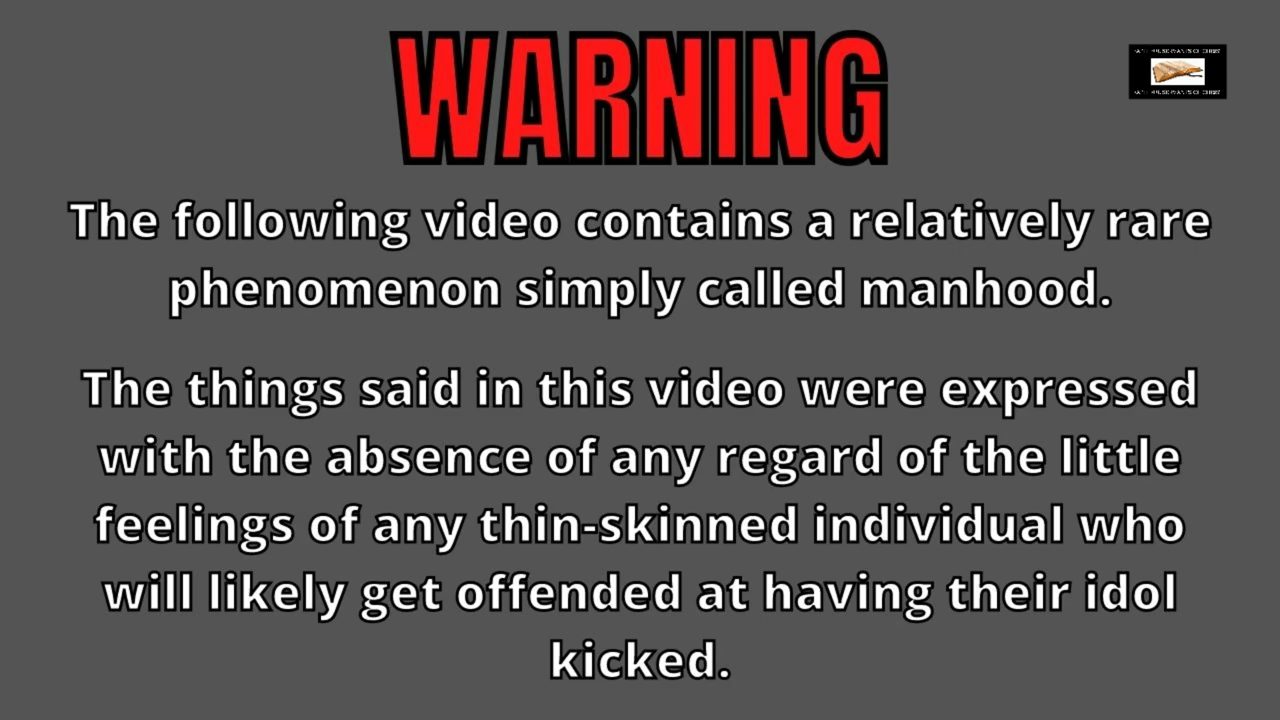 WARNING
The following video contains a relatively rare
phenomenon simply called manhood.
The things said in this video were expressed
with the absence of any regard of the little
feelings of any thin-skinned individual who
will likely get offended at having their idol
kicked.